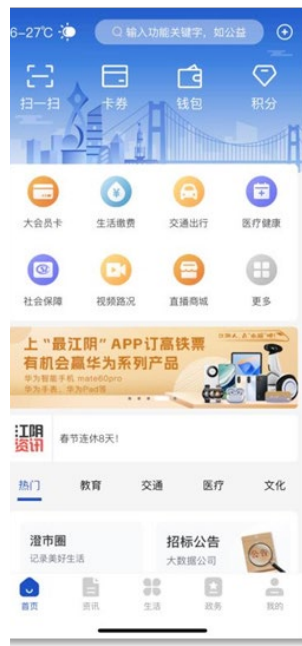 6-27℃
输入功能关键字，如公益
扫一扫
卡券
钱包
积分
大会员卡
生活缴费
交通出行
医疗健康
社会保障
视频路况
直播商城
更多
上“最江阴”APP订高铁票
有机会赢华为系列产品
华为智能手机 mate60pro
华为手表、华为Pad等
江阴
资讯
春节连休8天!
热门
教育
交通
医疗
文化
澄市圈
记录美好生活
招标公告
大数据公司
公告
首页
资讯
生活
政务
我的